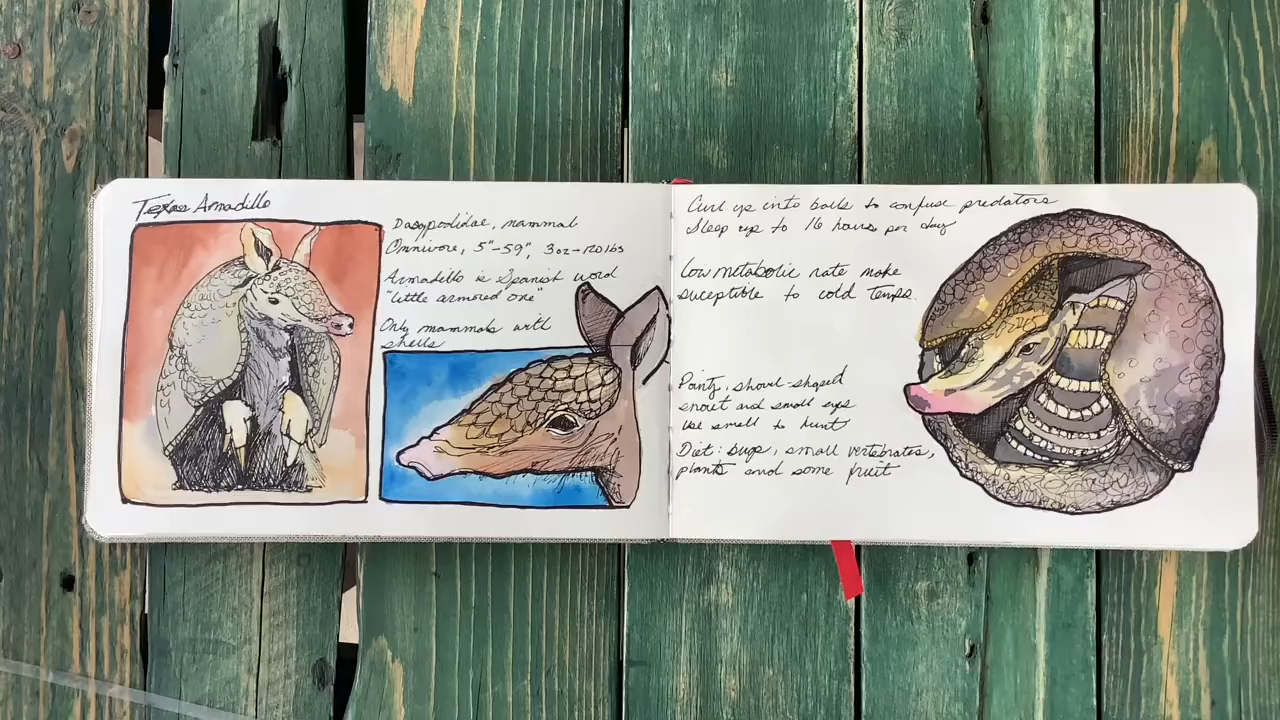 Texas Armadillo
Dasypodidae, mammal
Omnivore, 5"-59", 3oz-120lbs
Armadillo is Spanish word
"little armored one"
Only mammals with
shells
Curl up into balls to confuse predators
Sleep up to 16 hours per day
Low metabolic rate make
suceptible to cold temps.
Pointy, shovel-shaped
snout and small eyes
use smell to hunt
Diet: bugs, small vertebrates,
plants and some fruit